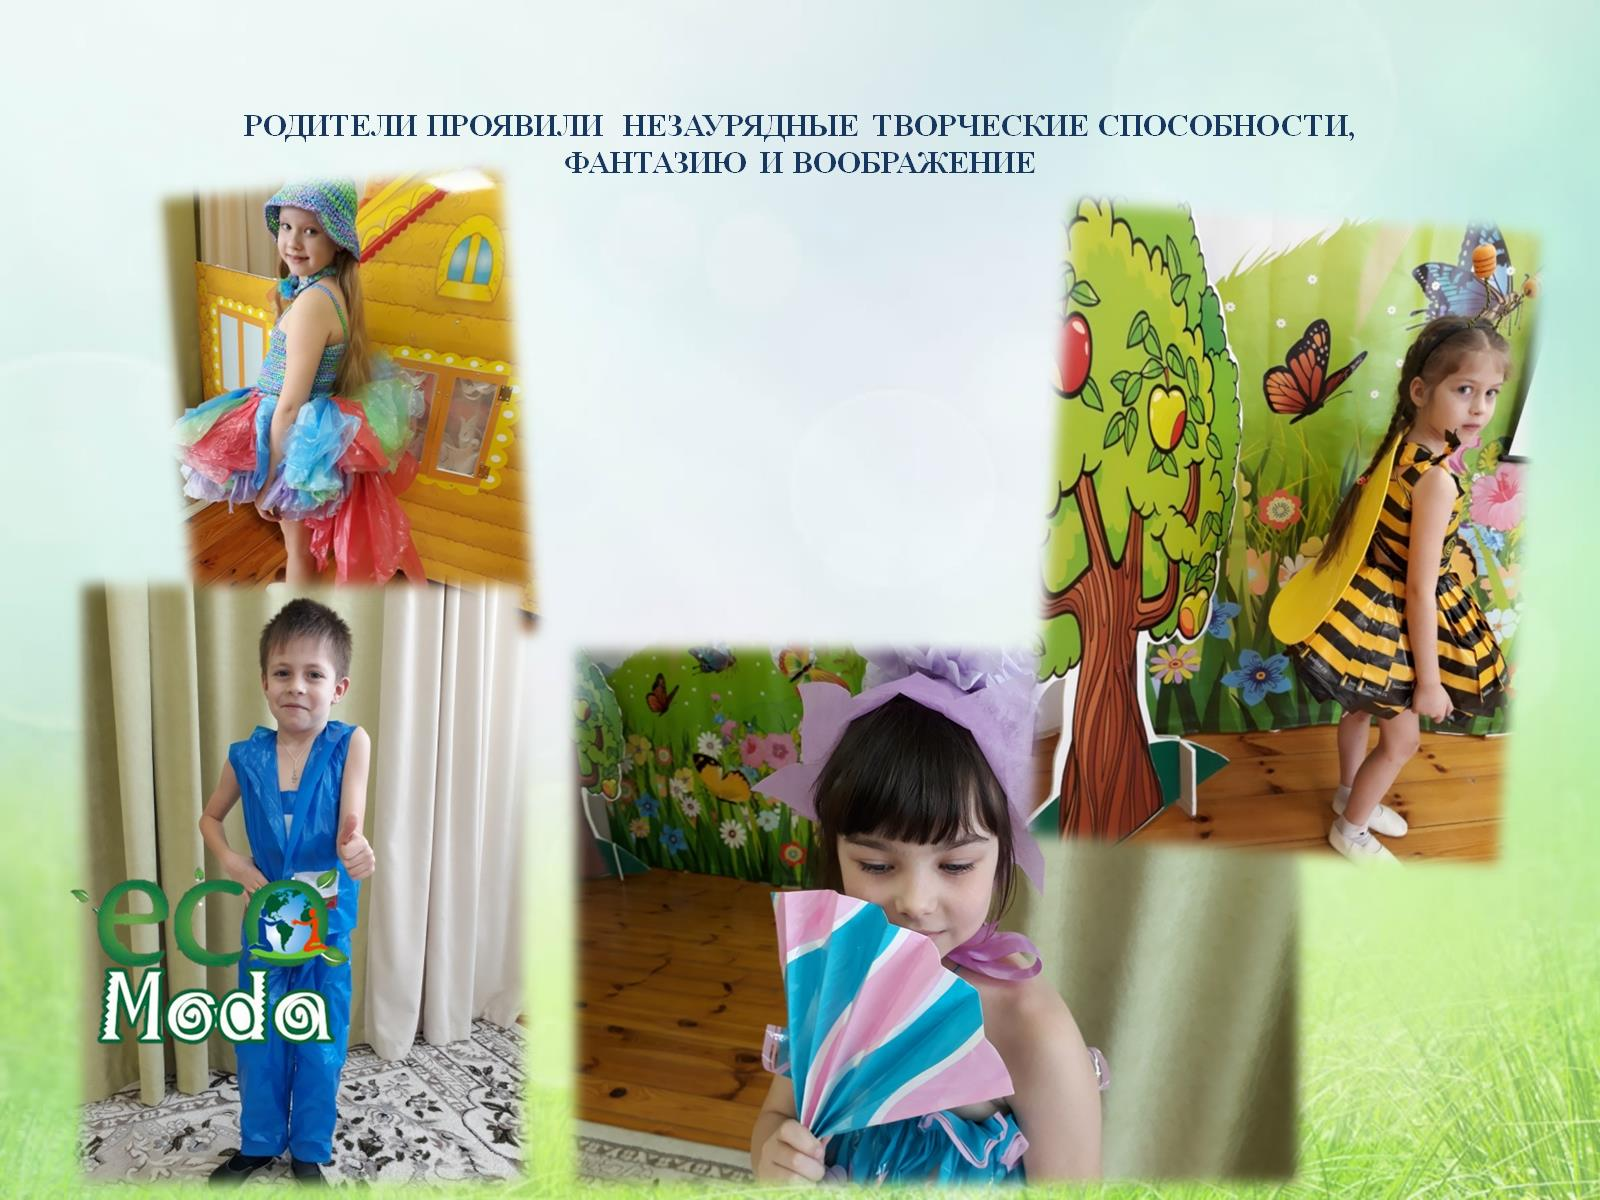 РОДИТЕЛИ ПРОЯВИЛИ НЕЗАУРЯДНЫЕ ТВОРЧЕСКИЕ СПОСОБНОСТИ,
ФАНТАЗИЮ И ВООБРАЖЕНИЕ
eco
Moda